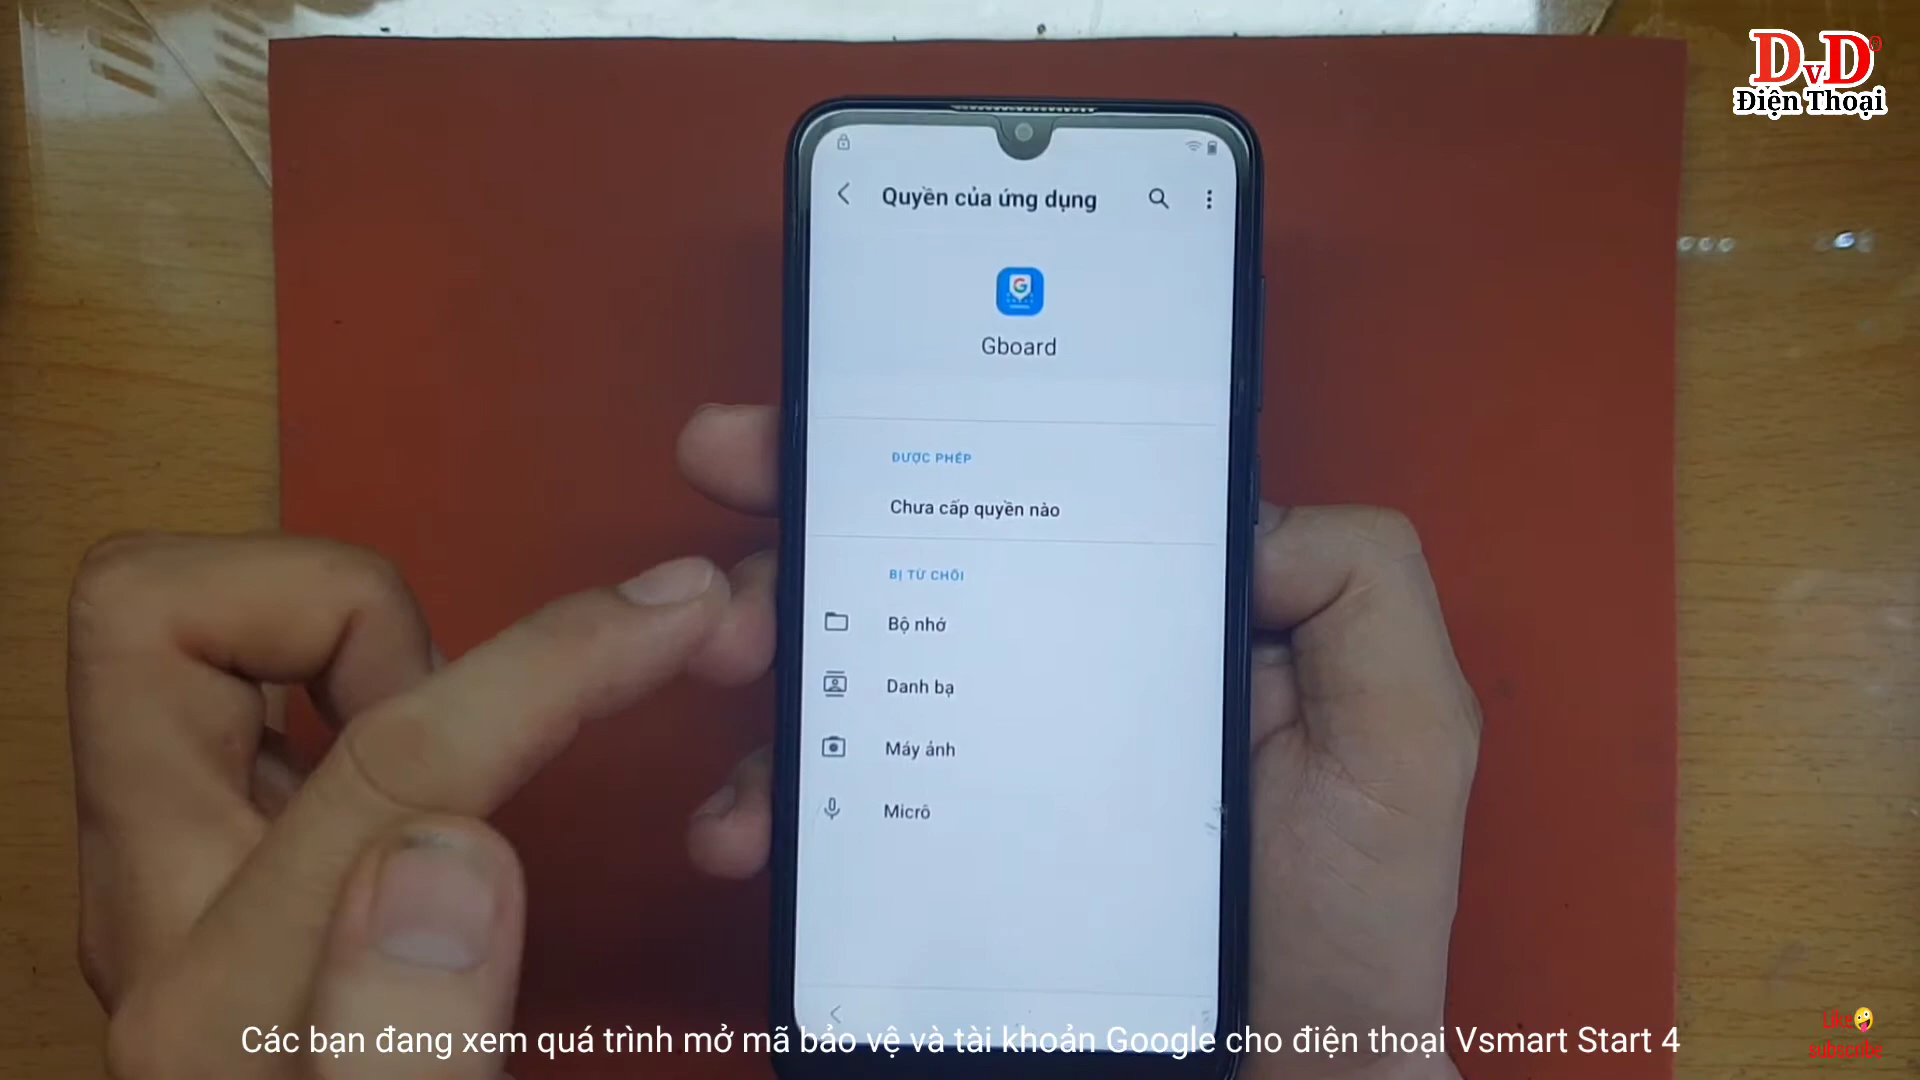 DvD
Điện Thoại
Quyền của ứng dụng
Gboard
ĐƯỢC PHÉP
Chưa cấp quyền nào
BỊ TỪ CHỐI
Bộ nhớ
Danh bạ
Máy ảnh
Micrô
Các bạn đang xem quá trình mở mã bảo vệ và tài khoản Google cho điện thoại Vsmart Start 4
Like
subscribe